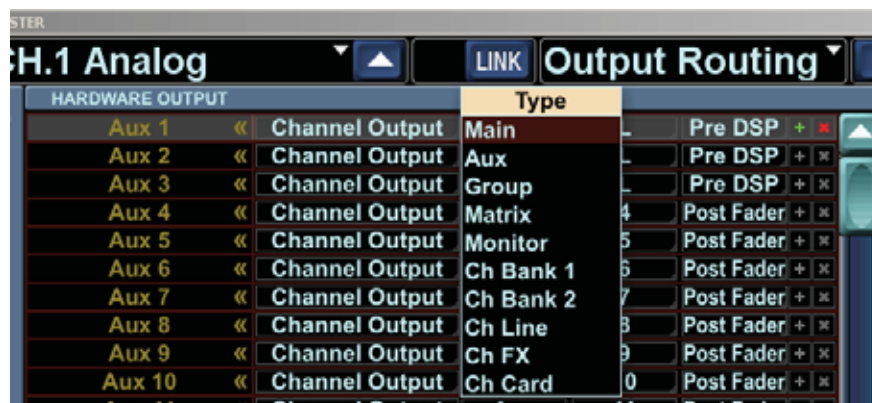 STER
CH.1 Analog LINK Output Routing
HARDWARE OUTPUT Type
Aux 1 « Channel Output Main Pre DSP + ×
Aux 2 « Channel Output Aux Pre DSP + ×
Aux 3 « Channel Output Group Pre DSP + ×
Aux 4 « Channel Output Matrix 4 Post Fader + ×
Aux 5 « Channel Output Monitor 5 Post Fader + ×
Aux 6 « Channel Output Ch Bank 1 6 Post Fader + ×
Aux 7 « Channel Output Ch Bank 2 7 Post Fader + ×
Aux 8 « Channel Output Ch Line 8 Post Fader + ×
Aux 9 « Channel Output Ch FX 9 Post Fader + ×
Aux 10 « Channel Output Ch Card 0 Post Fader + ×